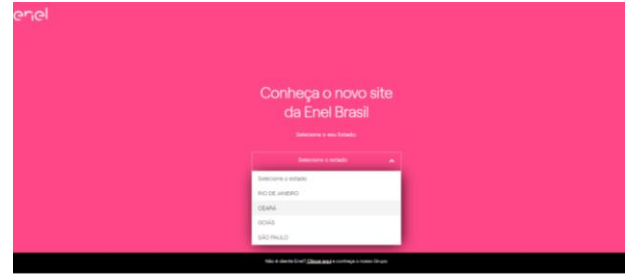 enel
Conheça o novo site
da Enel Brasil
Selecione o seu Estado
Selecione o estado
Selecione o estado
RIO DE JANEIRO
CEARÁ
GOIÁS
SÃO PAULO
Não é cliente Enel? Clique aqui e conheça o nosso Grupo